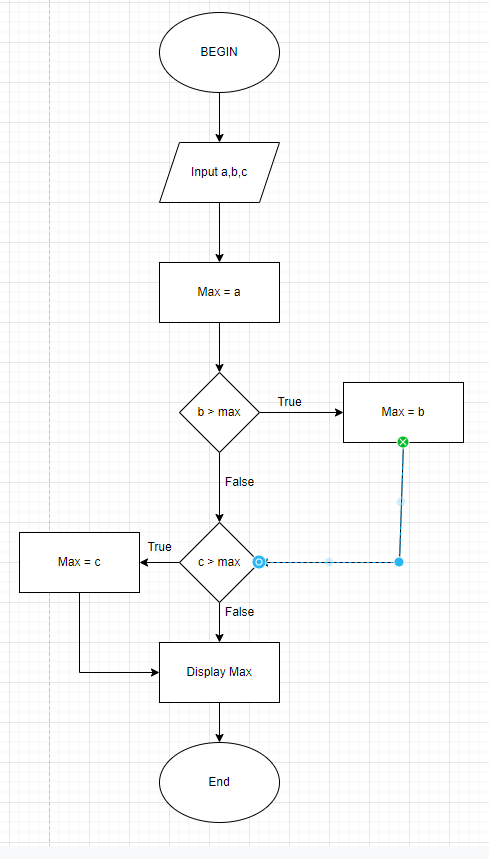 BEGIN
Input a,b,c
Max = a
b > max
True
Max = b
False
Max = c
True
c > max
False
Display Max
End